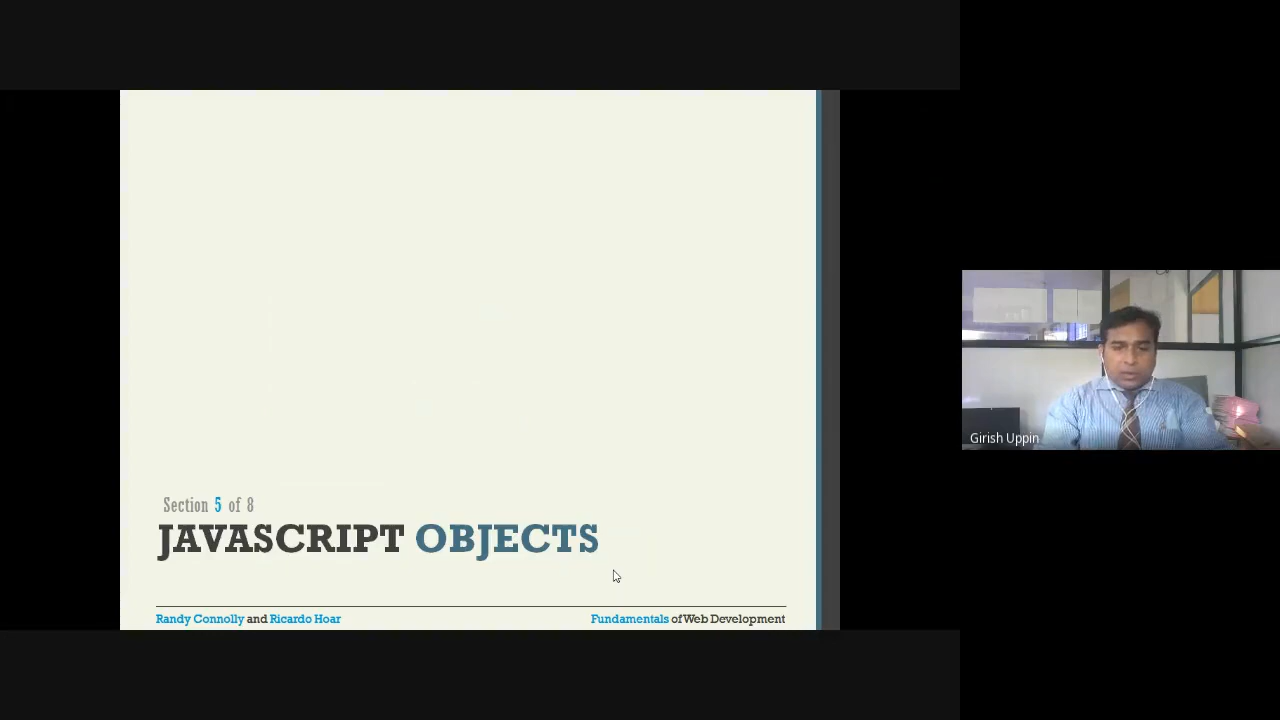 Section 5 of 8
JAVASCRIPT OBJECTS
Randy Connolly and Ricardo Hoar
Fundamentals of Web Development
Girish Uppin